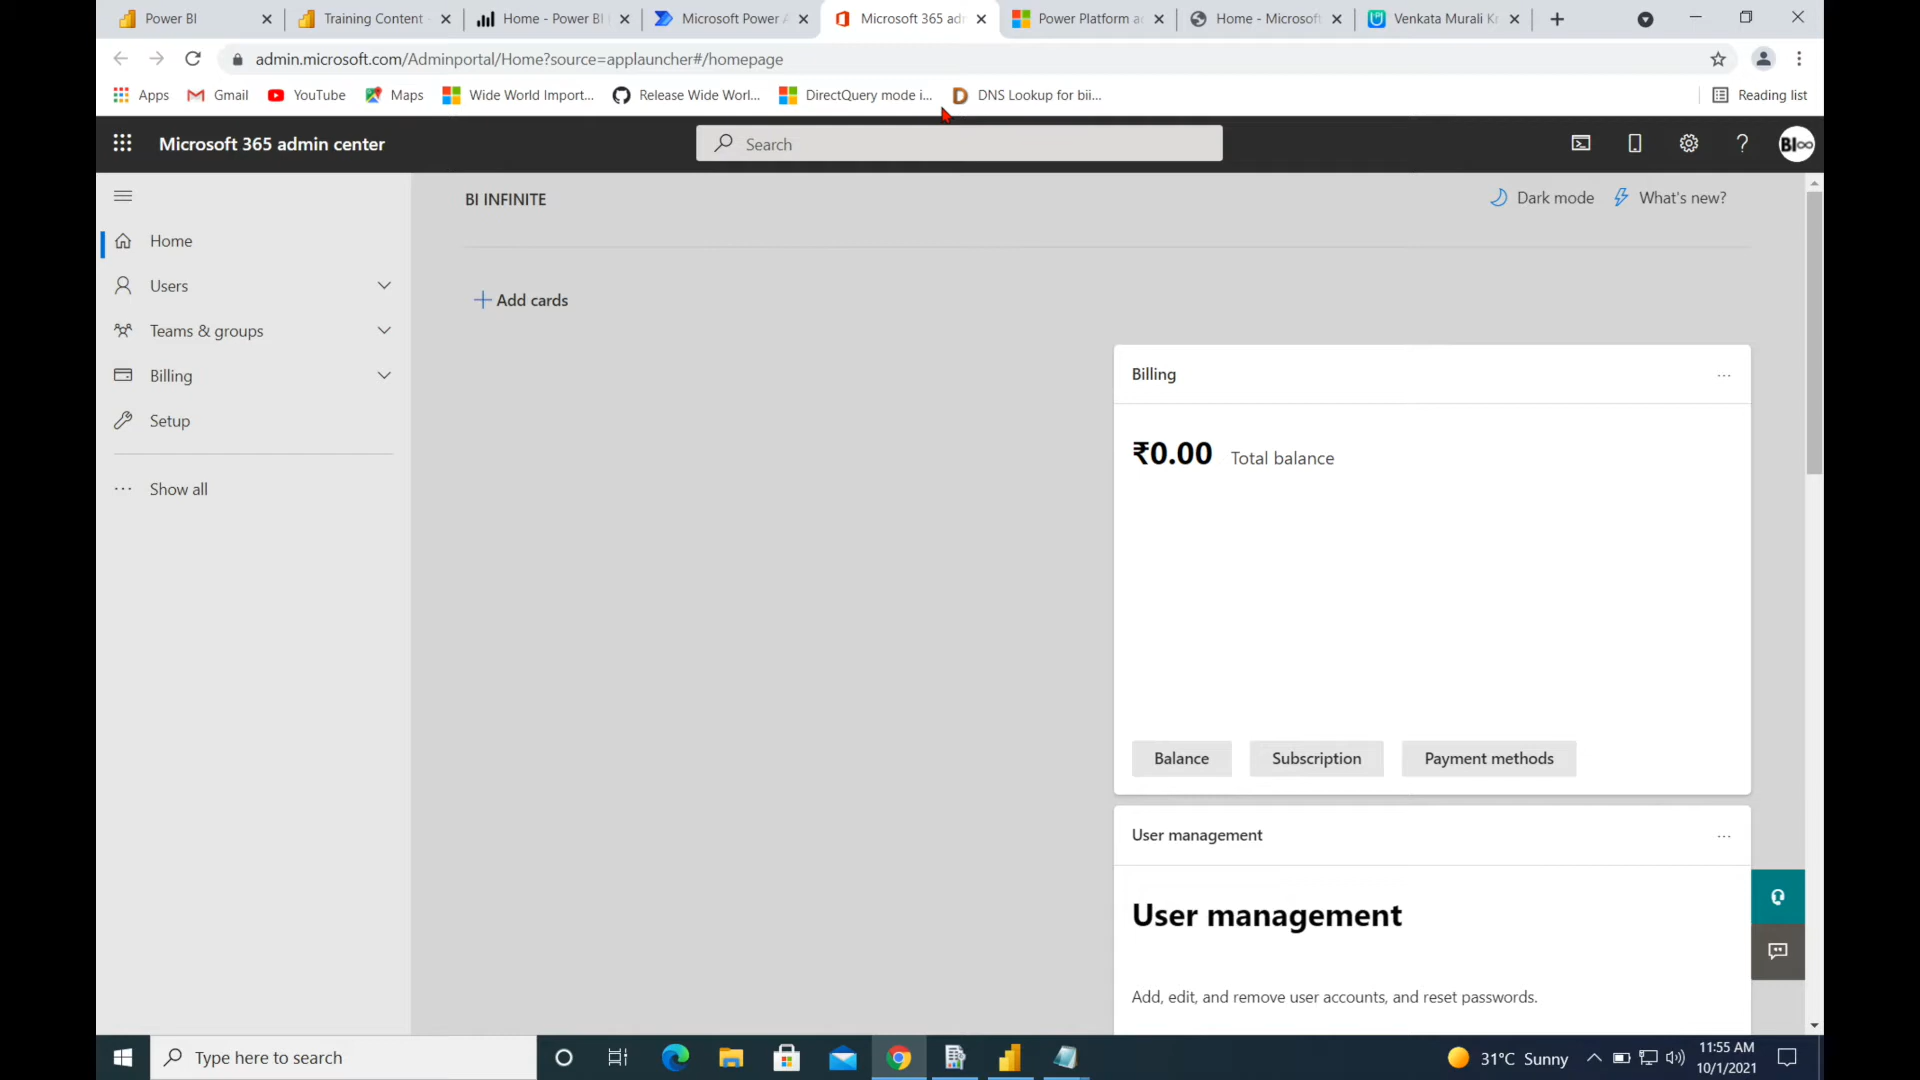 Power BI
Training Content
Home - Power BI
Microsoft Power A
Microsoft 365 adm
Power Platform ad
Home - Microsoft
Venkata Murali Kr
admin.microsoft.com/Adminportal/Home?source=applauncher#/homepage
Apps
Gmail
YouTube
Maps
Wide World Import...
Release Wide Worl...
DirectQuery mode i...
D
DNS Lookup for bii...
Reading list
Microsoft 365 admin center
Search
BI∞
BI INFINITE
Dark mode
What's new?
Home
Users
Teams & groups
Billing
Setup
Show all
+ Add cards
Billing
₹0.00 Total balance
Balance
Subscription
Payment methods
User management
User management
Add, edit, and remove user accounts, and reset passwords.
Type here to search
31°C Sunny
11:55 AM
10/1/2021